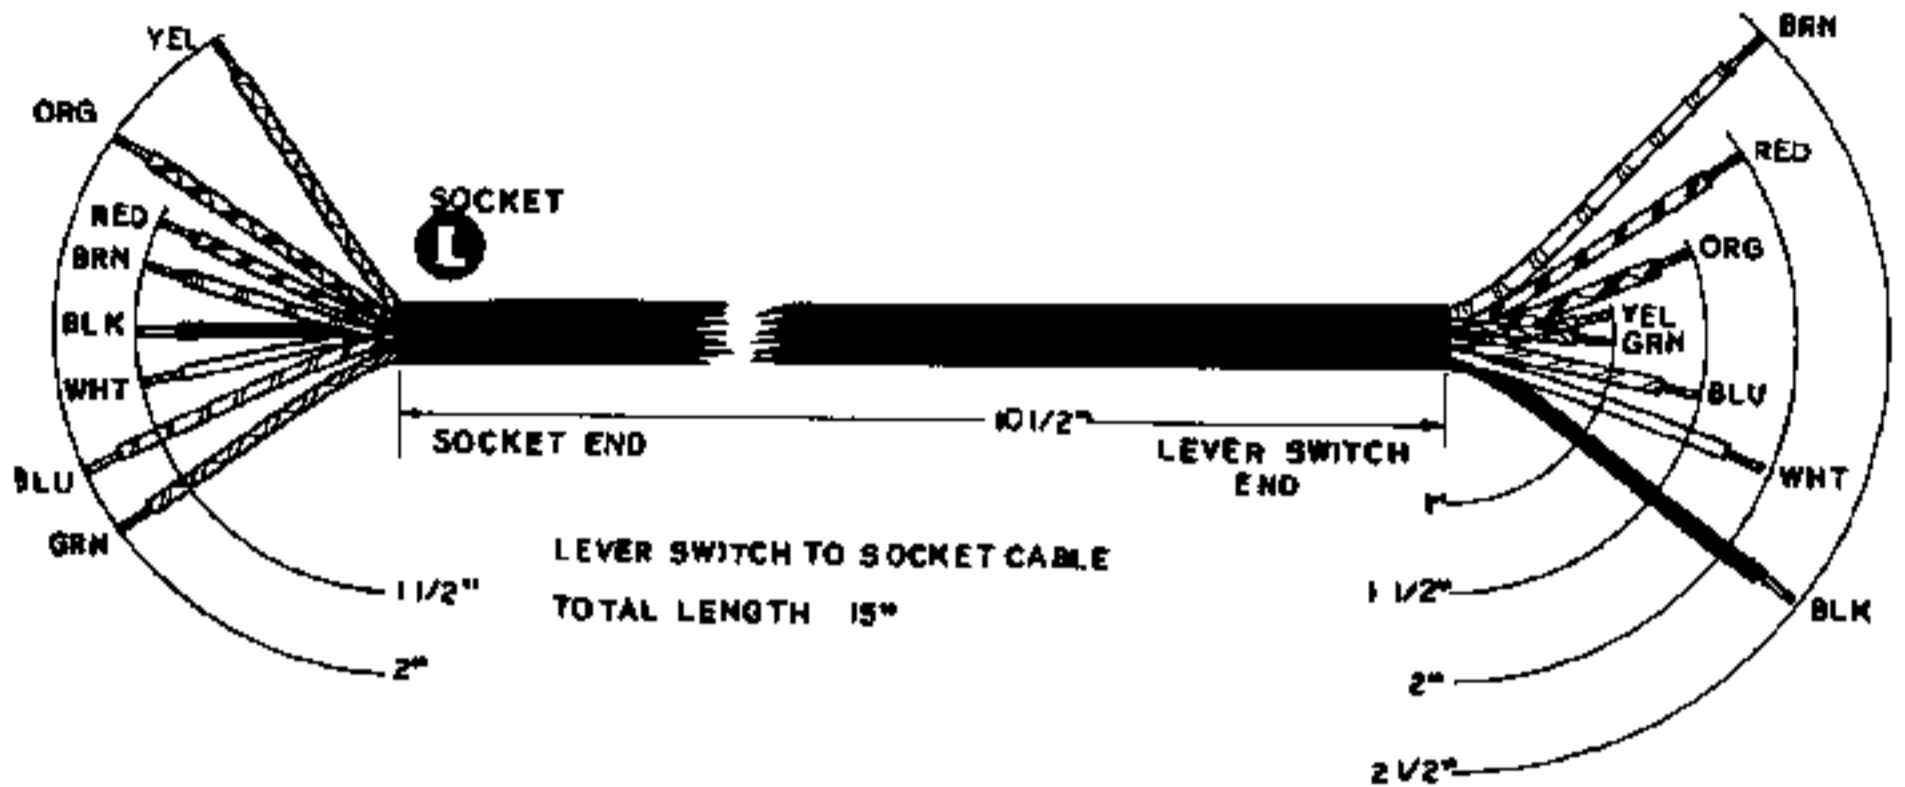 YEL
ORG
RED
BRN
BLK
WHT
BLU
GRN
SOCKET
L
SOCKET END
10 1/2"
LEVER SWITCH
END
LEVER SWITCH TO SOCKET CABLE
TOTAL LENGTH 15"
1 1/2"
2"
BRN
RED
ORG
YEL
GRN
BLU
WHT
BLK
1"
1 1/2"
2"
2 1/2"